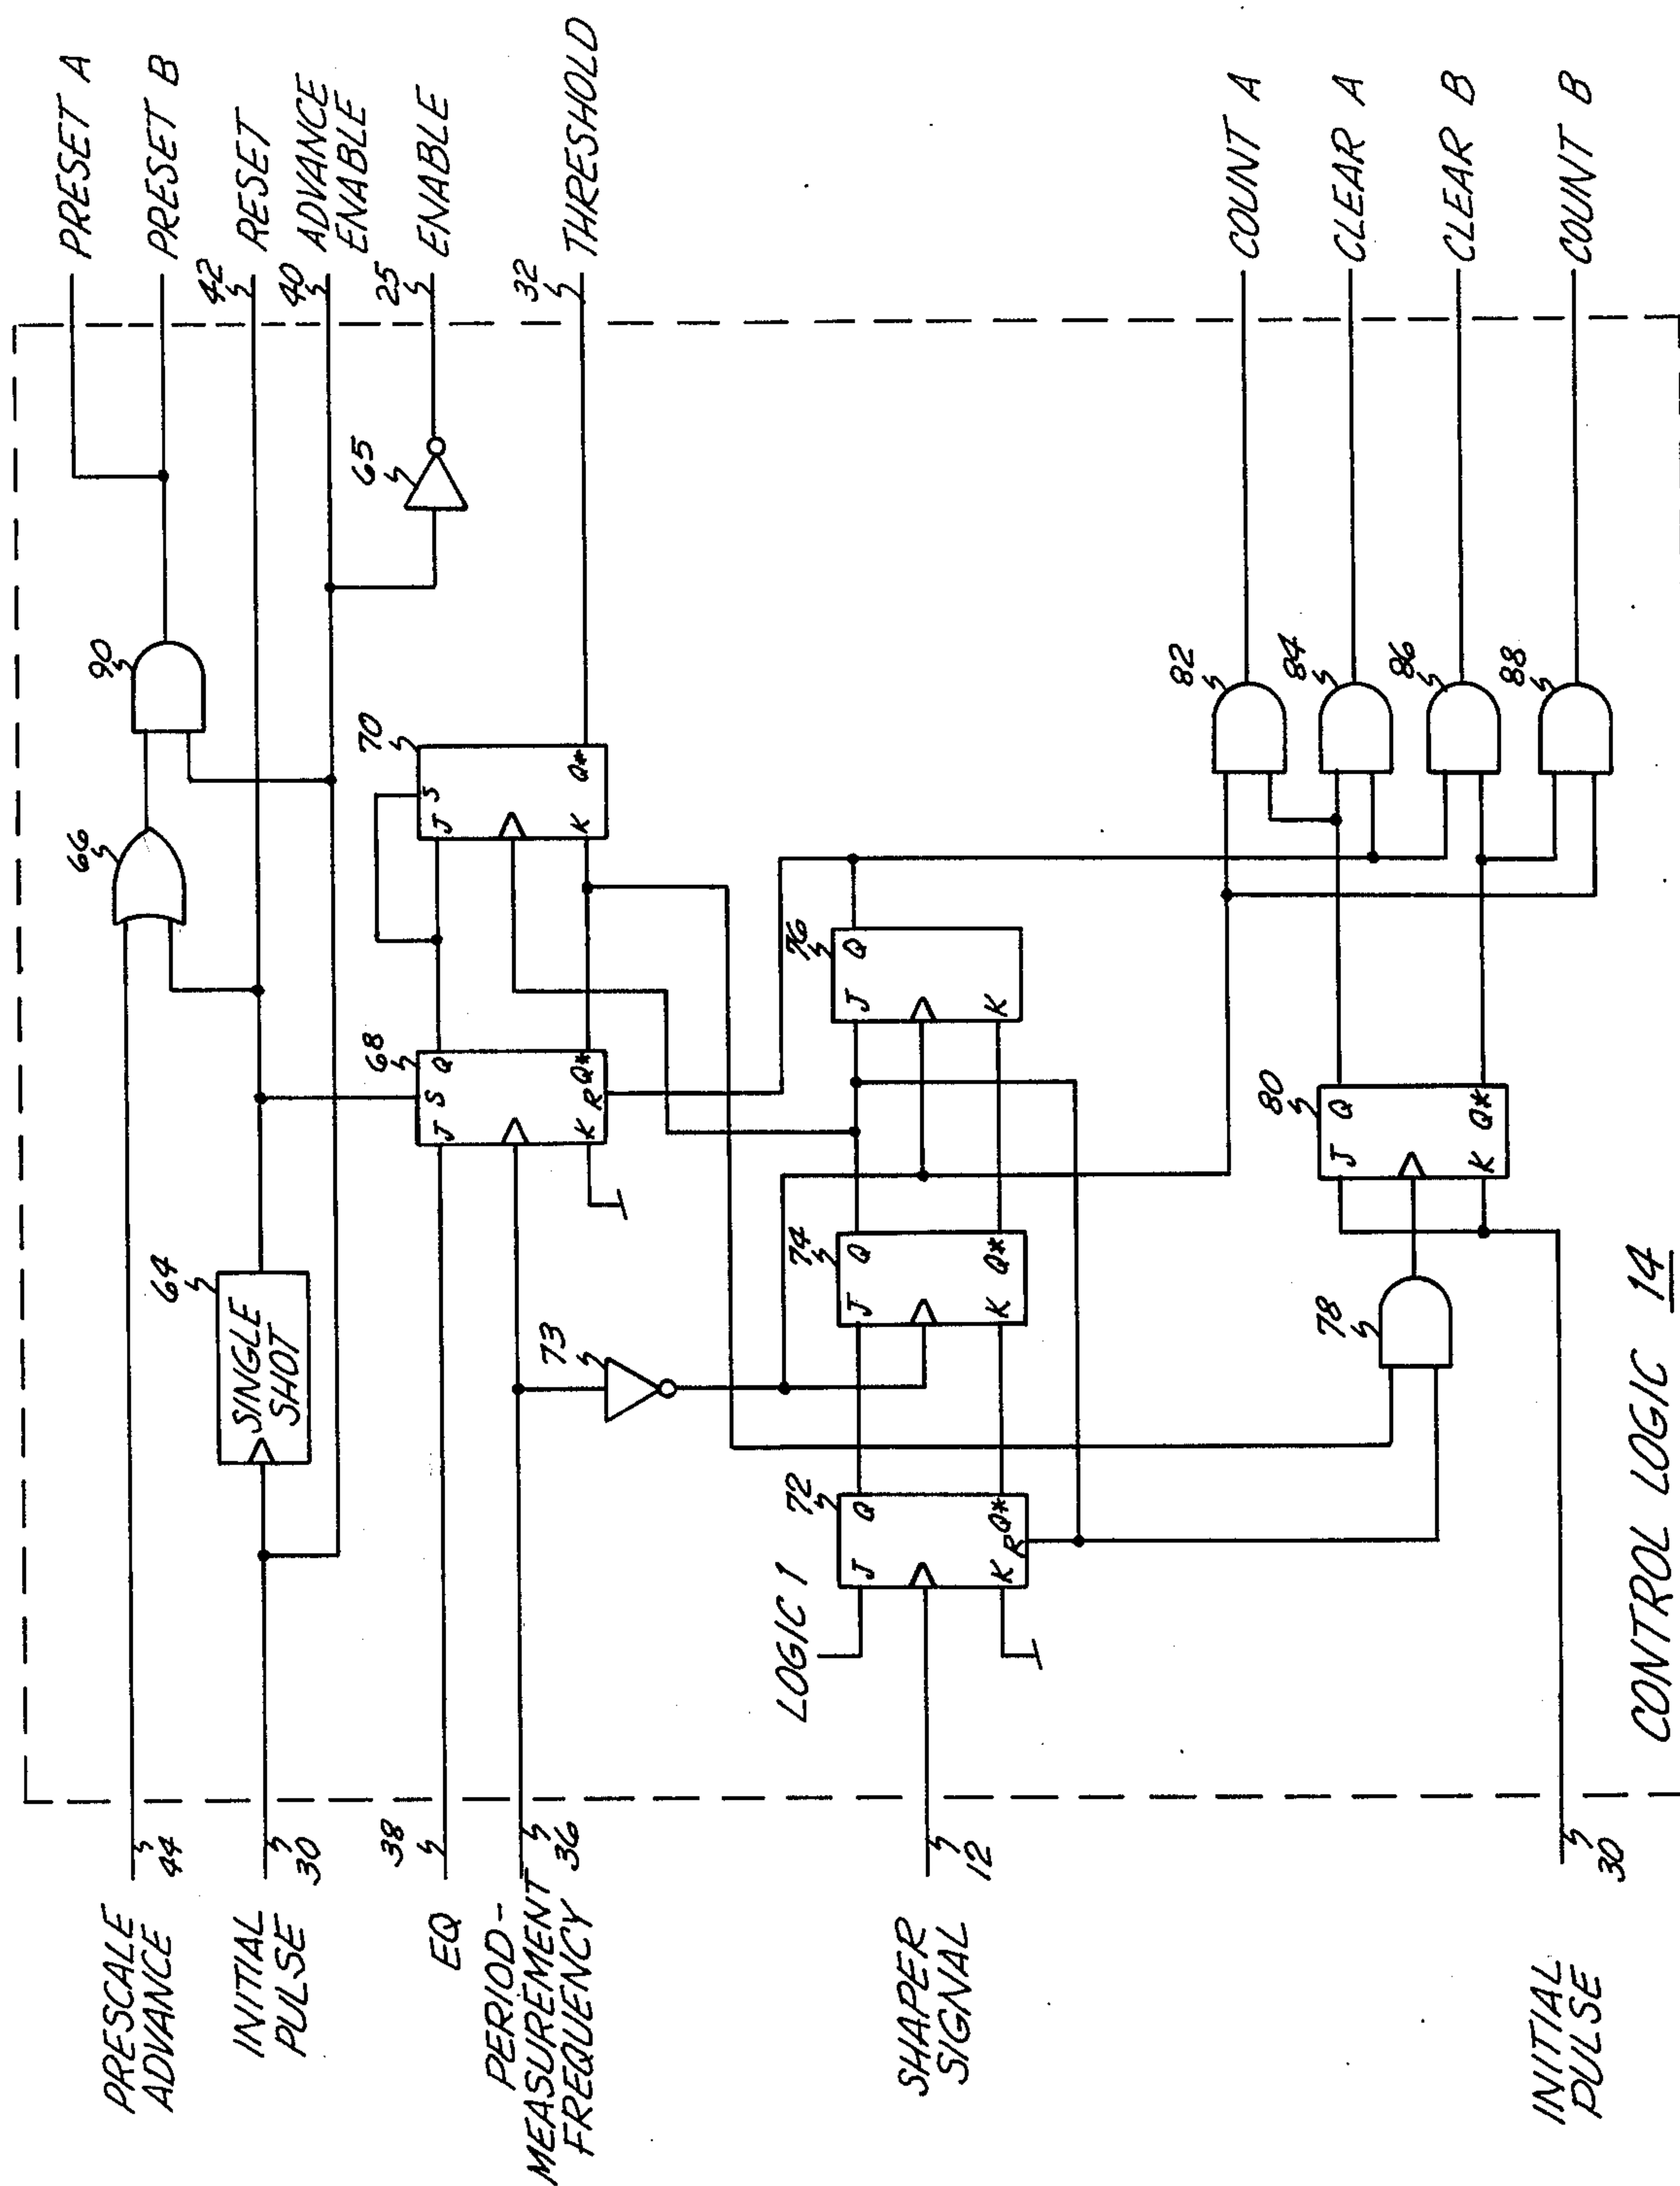 PRESCALE
ADVANCE
44
INITIAL
PULSE
30
EQ
38
PERIOD-
MEASUREMENT
FREQUENCY
36
SHAPER
SIGNAL
12
INITIAL
PULSE
30
64
SINGLE
SHOT
66
90
65
68
J
S
Q
K
R
Q*
70
J
S
K
Q*
73
LOGIC 1
72
J
Q
K
R
Q*
74
J
Q
K
Q*
76
J
Q
K
78
80
J
Q
K
Q*
82
84
86
88
PRESET A
PRESET B
42
RESET
40
ADVANCE
ENABLE
25
ENABLE
32
THRESHOLD
COUNT A
CLEAR A
CLEAR B
COUNT B
CONTROL LOGIC 14